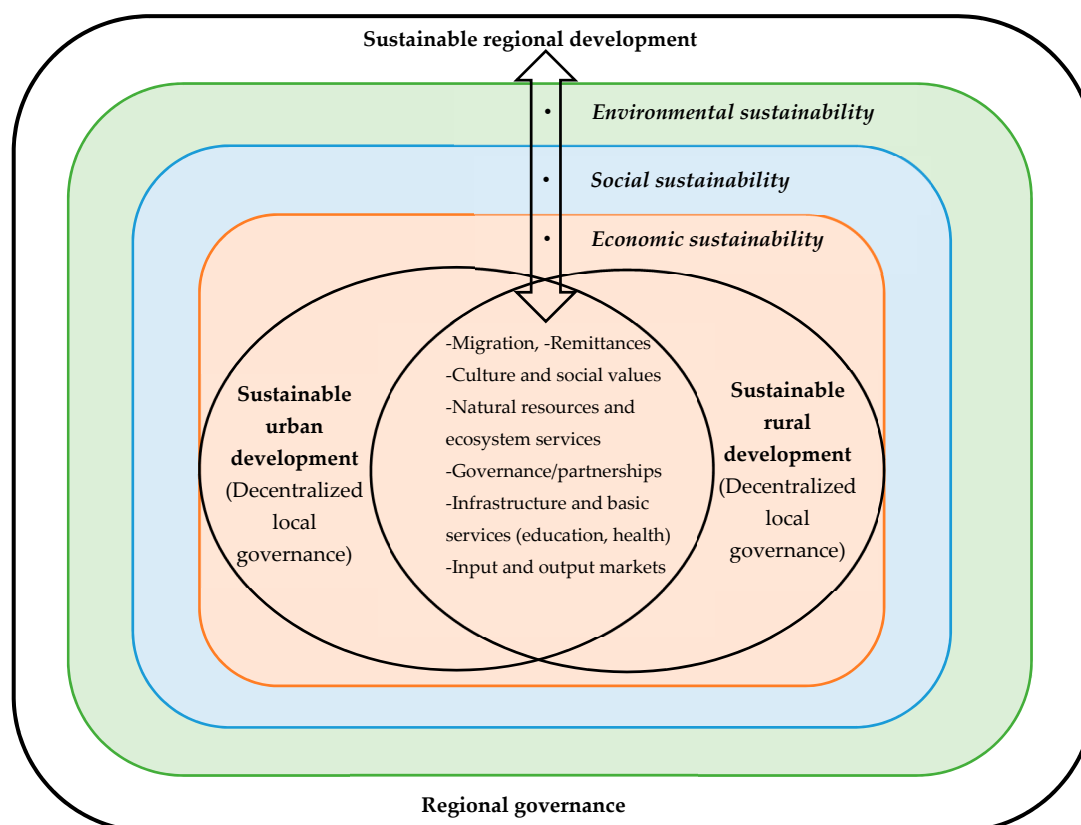 Sustainable regional development
• Environmental sustainability
• Social sustainability
• Economic sustainability
Sustainable
urban
development
(Decentralized
local
governance)
-Migration, -Remittances
-Culture and social values
-Natural resources and
ecosystem services
-Governance/partnerships
-Infrastructure and basic
services (education, health)
-Input and output markets
Sustainable
rural
development
(Decentralized
local
governance)
Regional governance